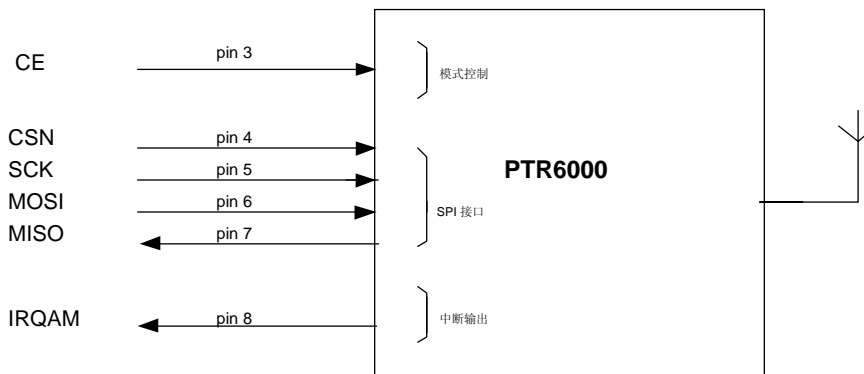 CE pin 3 模式控制
CSN pin 4
SCK pin 5 PTR6000
MOSI pin 6 SPI 接口
MISO pin 7
IRQAM pin 8 中断输出